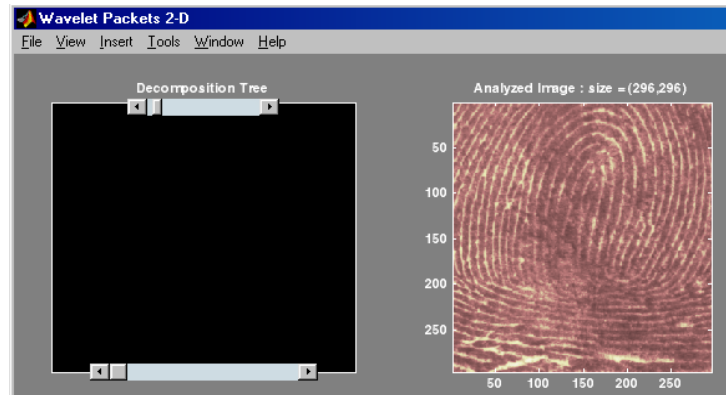 Wavelet Packets 2-D
File View Insert Tools Window Help
Decomposition Tree
Analyzed Image : size = (296,296)
50
100
150
200
250
50 100 150 200 250